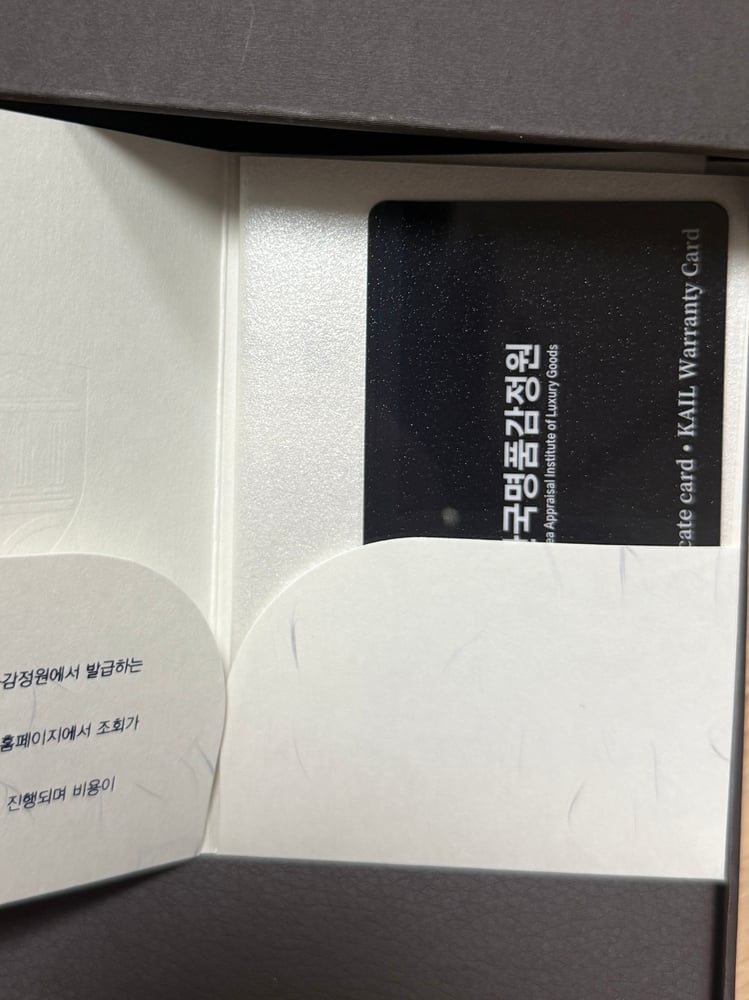 감정원에서 발급하는
홈페이지에서 조회가
진행되며 비용이
국명품감정원
ea Appraisal Institute of Luxury Goods
cate card • KAIL Warranty Card